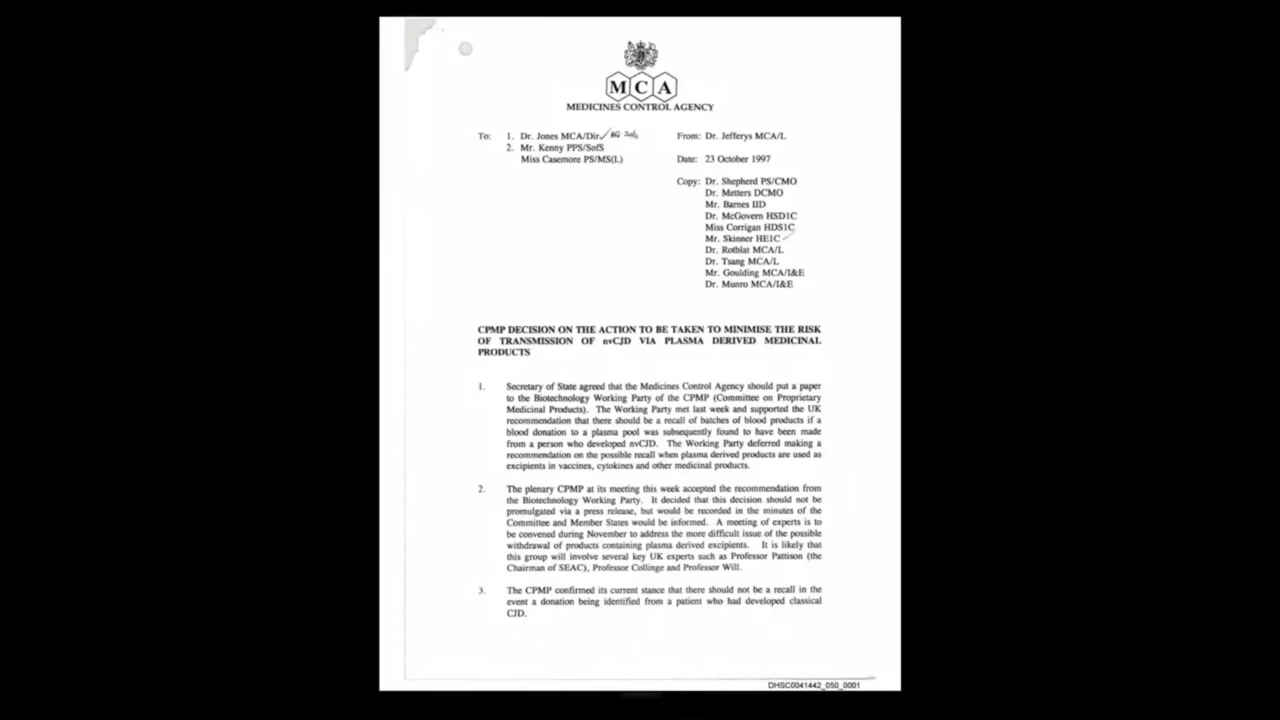 MCA
MEDICINES CONTROL AGENCY
To: 1. Dr. Jones MCA/Dir.
2. Mr. Kenny PPS/SofS
Miss Casemore PS/MS(L)
From: Dr. Jefferys MCA/L
Date: 23 October 1997
Copy: Dr. Shepherd PS/CMO
Dr. Metters DCMO
Mr. Barnes IID
Dr. McGovern HSD1C
Miss Corrigan HDS1C
Mr. Skinner HE1C
Dr. Rotblat MCA/L
Dr. Tsang MCA/L
Mr. Goulding MCA/I&E
Dr. Munro MCA/I&E
CPMP DECISION ON THE ACTION TO BE TAKEN TO MINIMISE THE RISK
OF TRANSMISSION OF nvCJD VIA PLASMA DERIVED MEDICINAL
PRODUCTS
1. Secretary of State agreed that the Medicines Control Agency should put a paper
to the Biotechnology Working Party of the CPMP (Committee on Proprietary
Medicinal Products). The Working Party met last week and supported the UK
recommendation that there should be a recall of batches of blood products if a
blood donation to a plasma pool was subsequently found to have been made
from a person who developed nvCJD. The Working Party deferred making a
recommendation on the possible recall when plasma derived products are used as
excipients in vaccines, cytokines and other medicinal products.
2. The plenary CPMP at its meeting this week accepted the recommendation from
the Biotechnology Working Party. It decided that this decision should not be
promulgated via a press release, but would be recorded in the minutes of the
Committee and Member States would be informed. A meeting of experts is to
be convened during November to address the more difficult issue of the possible
withdrawal of products containing plasma derived excipients. It is likely that
this group will involve several key UK experts such as Professor Pattison (the
Chairman of SEAC), Professor Collinge and Professor Will.
3. The CPMP confirmed its current stance that there should not be a recall in the
event a donation being identified from a patient who had developed classical
CJD.
DHSC0041442_050_0001